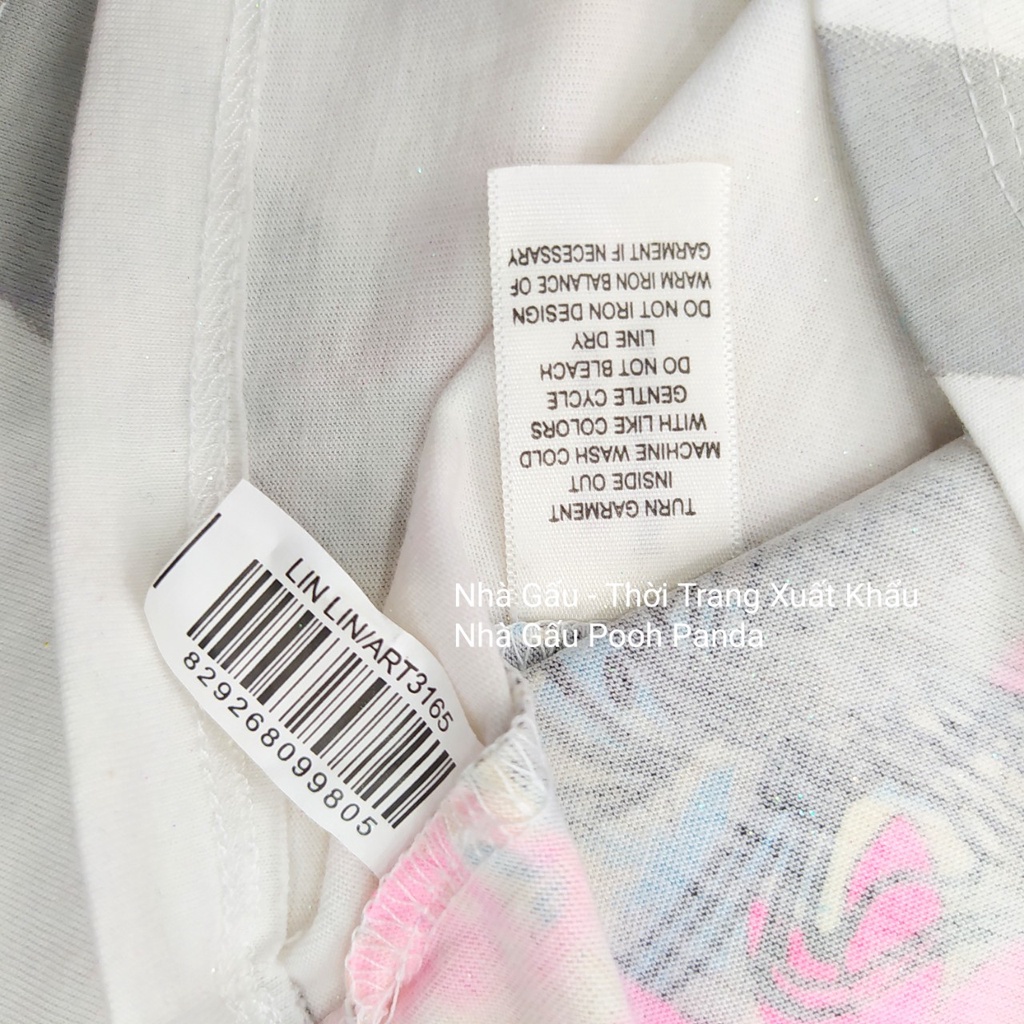 TURN GARMENT
INSIDE OUT
MACHINE WASH COLD
WITH LIKE COLORS
GENTLE CYCLE
DO NOT BLEACH
LINE DRY
DO NOT IRON DESIGN
WARM IRON BALANCE OF
GARMENT IF NECESSARY
LIN LIN/ART3165
829268099805
Nhà Gấu - Thời Trang Xuất Khẩu
Nhà Gấu Pooh Panda